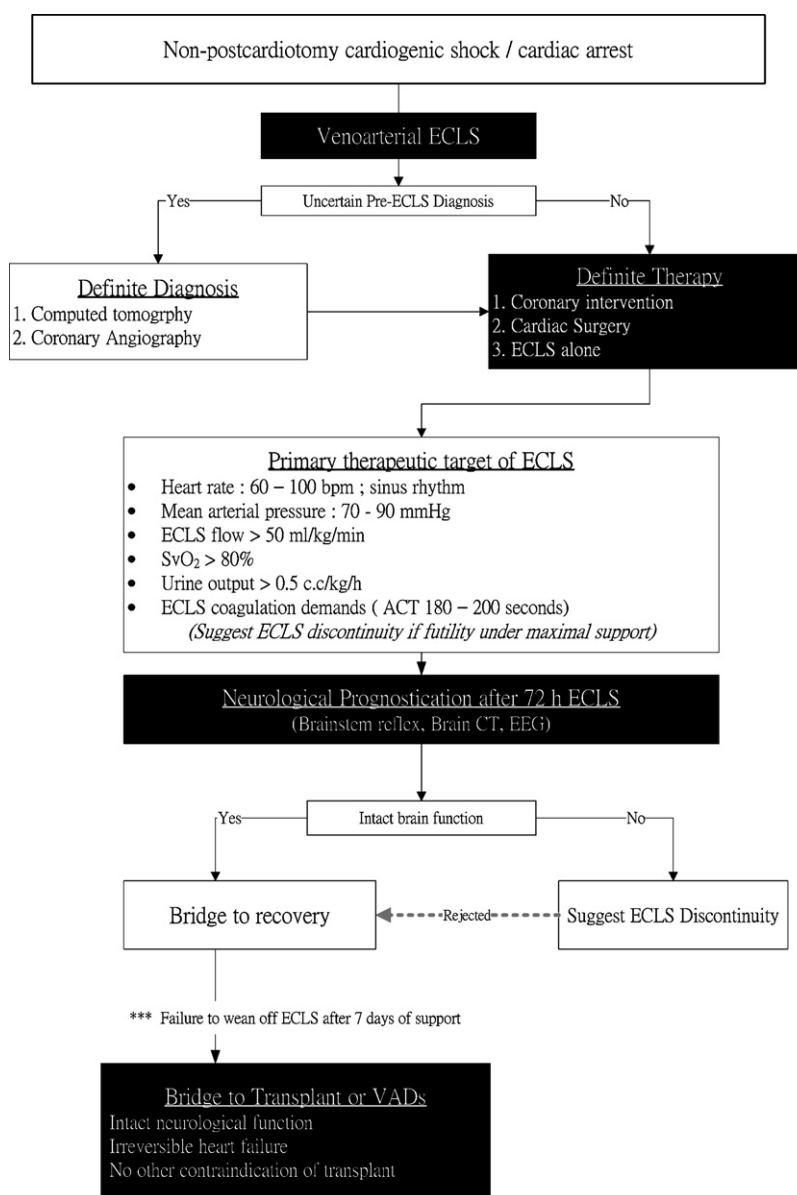 Non-postcardiotomy cardiogenic shock / cardiac arrest
Venoarterial ECLS
Yes
Uncertain Pre-ECLS Diagnosis
No
Definite Diagnosis
1. Computed tomogrphy
2. Coronary Angiography
Definite Therapy
1. Coronary intervention
2. Cardiac Surgery
3. ECLS alone
Primary therapeutic target of ECLS
• Heart rate : 60 – 100 bpm ; sinus rhythm
• Mean arterial pressure : 70 - 90 mmHg
• ECLS flow > 50 ml/kg/min
• SvO₂ > 80%
• Urine output > 0.5 c.c/kg/h
• ECLS coagulation demands ( ACT 180 – 200 seconds)
(Suggest ECLS discontinuity if futility under maximal support)
Neurological Prognostication after 72 h ECLS
(Brainstem reflex, Brain CT, EEG)
Yes
Intact brain function
No
Bridge to recovery
Rejected
Suggest ECLS Discontinuity
*** Failure to wean off ECLS after 7 days of support
Bridge to Transplant or VADs
Intact neurological function
Irreversible heart failure
No other contraindication of transplant